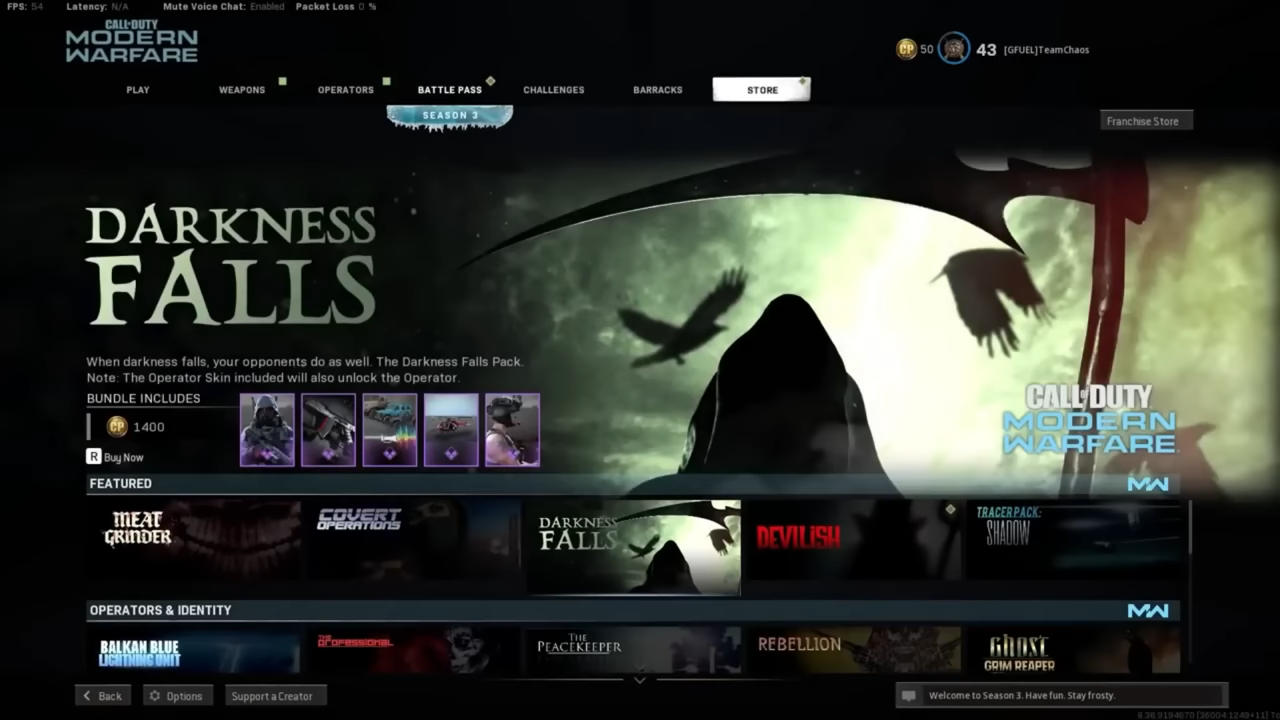 FPS: 54 Latency: N/A Mute Voice Chat: Enabled Packet Loss 0 %
CALL OF DUTY
MODERN
WARFARE
CP 50 43 [GFUEL]TeamChaos
PLAY WEAPONS OPERATORS BATTLE PASS CHALLENGES BARRACKS STORE
SEASON 3
Franchise Store
DARKNESS
FALLS
When darkness falls, your opponents do as well. The Darkness Falls Pack.
Note: The Operator Skin included will also unlock the Operator.
BUNDLE INCLUDES
CP 1400
R Buy Now
CALL OF DUTY
MODERN
WARFARE
FEATURED MW
MEAT
GRINDER
COVERT
OPERATIONS
DARKNESS
FALLS
DEVILISH
TRACER PACK:
SHADOW
OPERATORS & IDENTITY MW
BALKAN BLUE
LIGHTNING UNIT
THE
PROFESSIONAL
THE
PEACEKEEPER
REBELLION
GHOST
GRIM REAPER
Back Options Support a Creator
Welcome to Season 3. Have fun. Stay frosty.